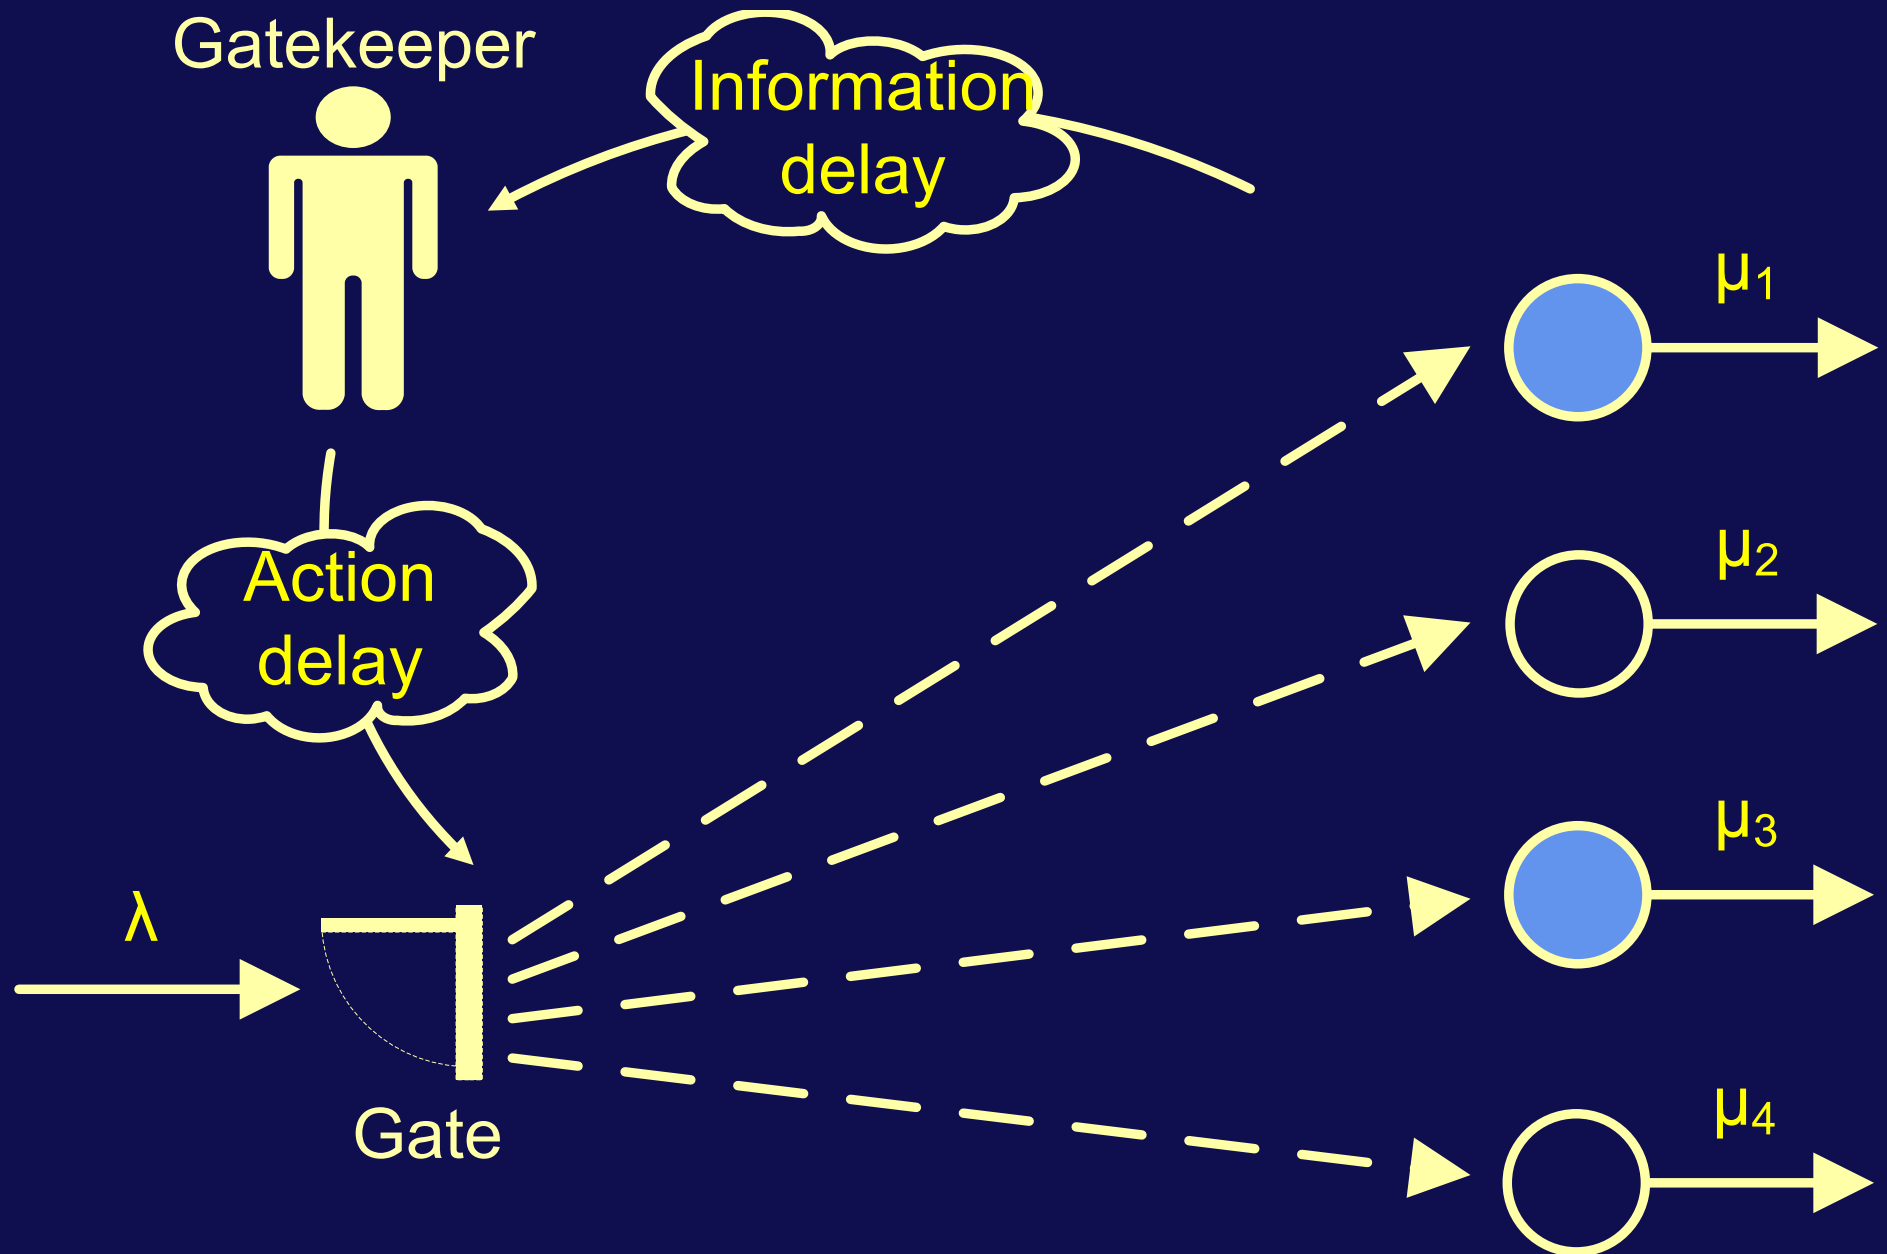 Gatekeeper
Information
delay
μ1
μ2
Action
delay
μ3
λ
μ4
Gate